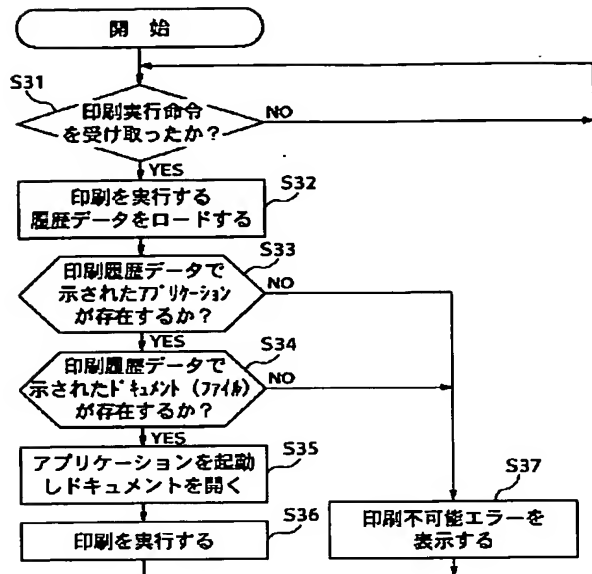 開 始
S31
印刷実行命令
を受け取ったか?
NO
YES
S32
印刷を実行する
履歴データをロードする
S33
印刷履歴データで
示されたアプリケーション
が存在するか?
NO
YES
S34
印刷履歴データで
示されたドキュメント (ファイル)
が存在するか?
NO
YES
S35
アプリケーションを起動
しドキュメントを開く
S36
印刷を実行する
S37
印刷不可能エラーを
表示する